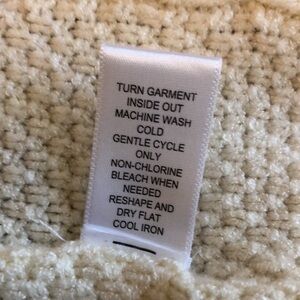 TURN GARMENT
INSIDE OUT
MACHINE WASH
COLD
GENTLE CYCLE
ONLY
NON-CHLORINE
BLEACH WHEN
NEEDED
RESHAPE AND
DRY FLAT
COOL IRON